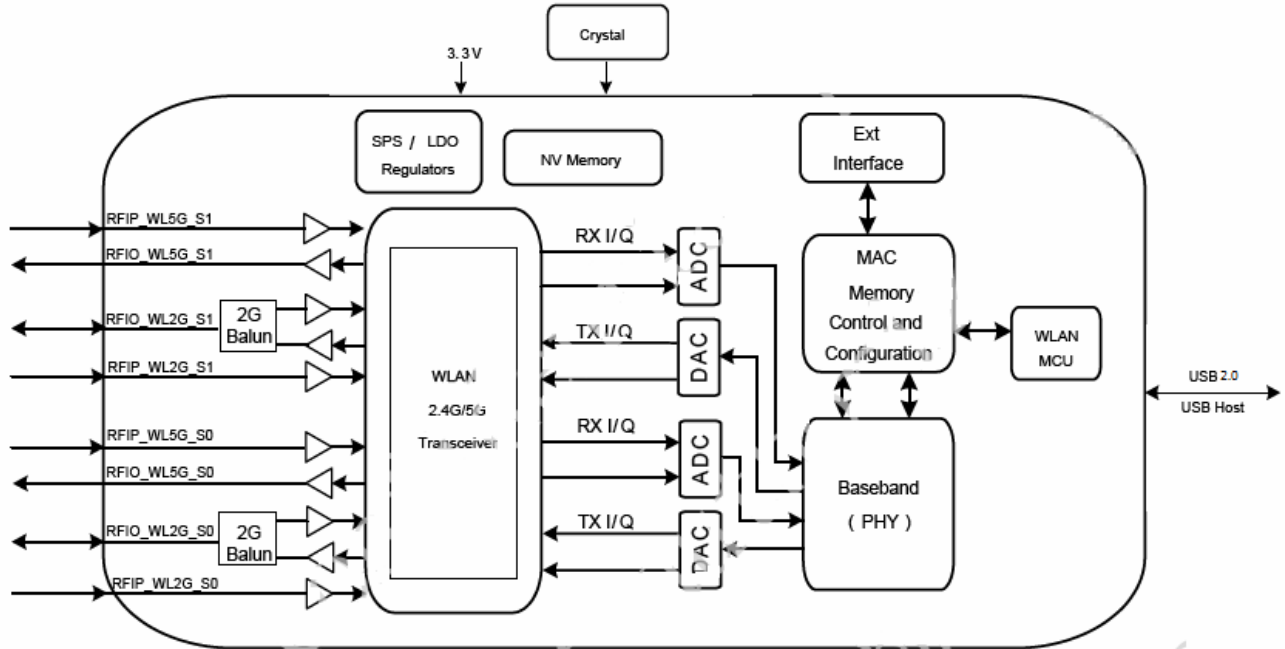 Crystal
3.3V
SPS / LDO
Regulators
NV Memory
Ext
Interface
RFIP_WL5G_S1
RFIO_WL5G_S1
RFIO_WL2G_S1
2G
Balun
RFIP_WL2G_S1
RFIP_WL5G_S0
RFIO_WL5G_S0
RFIO_WL2G_S0
2G
Balun
RFIP_WL2G_S0
WLAN
2.4G/5G
Transceiver
RX I/Q
ADC
TX I/Q
DAC
RX I/Q
ADC
TX I/Q
DAC
MAC
Memory
Control and
Configuration
WLAN
MCU
Baseband
( PHY )
USB 2.0
USB Host